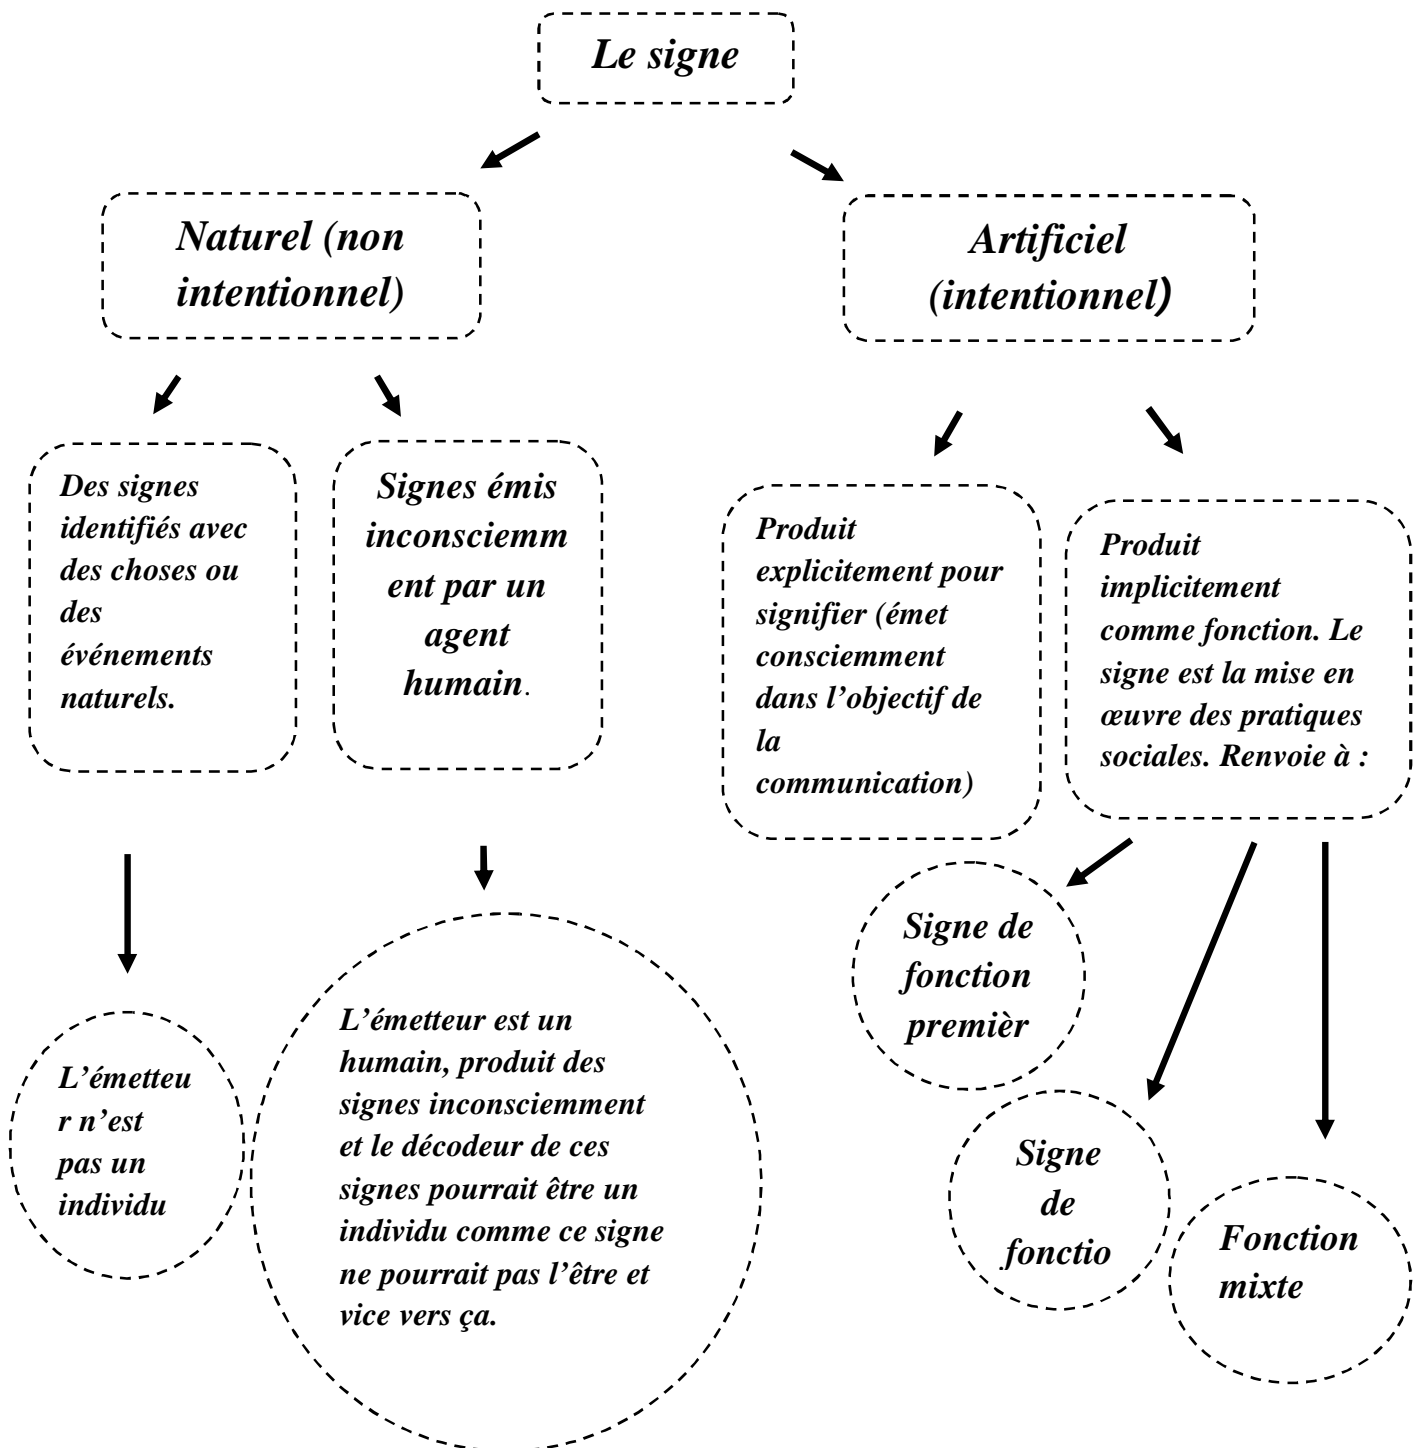 Le signe
Naturel (non
intentionnel)
Artificiel
(intentionnel)
Des signes
identifiés avec
des choses ou
des
événements
naturels.
Signes émis
inconsciemm
ent par un
agent
humain.
Produit
explicitement pour
signifier (émet
consciemment
dans l’objectif de
la
communication)
Produit
implicitement
comme fonction. Le
signe est la mise en
œuvre des pratiques
sociales. Renvoie à :
L’émetteu
r n’est
pas un
individu
L’émetteur est un
humain, produit des
signes inconsciemment
et le décodeur de ces
signes pourrait être un
individu comme ce signe
ne pourrait pas l’être et
vice vers ça.
Signe de
fonction
premièr
Signe
de
fonctio
Fonction
mixte